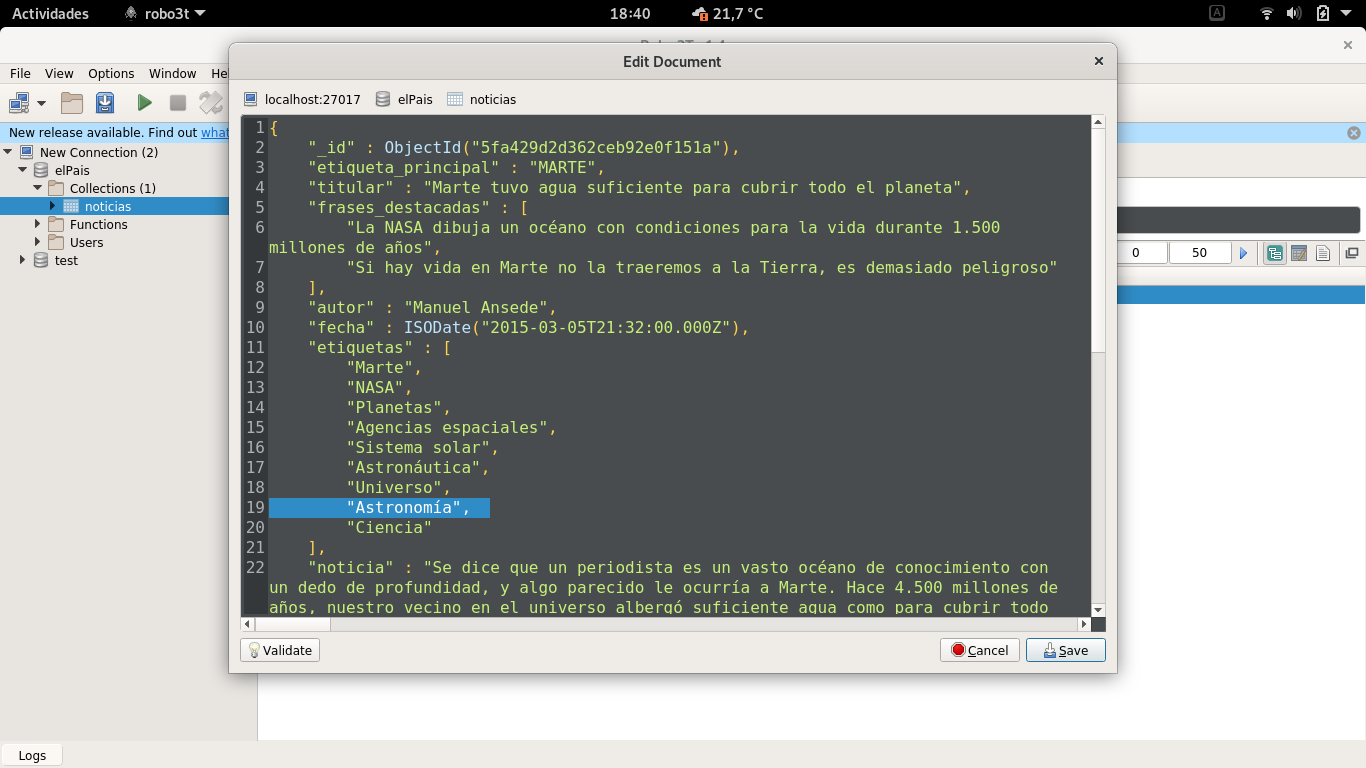 Actividades robo3t 18:40 21,7 °C A
File View Options Window He
New release available. Find out what
New Connection (2)
elPais
Collections (1)
noticias
Functions
Users
test
0 50
Edit Document
localhost:27017 elPais noticias
1 {
2 "_id" : ObjectId("5fa429d2d362ceb92e0f151a"),
3 "etiqueta_principal" : "MARTE",
4 "titular" : "Marte tuvo agua suficiente para cubrir todo el planeta",
5 "frases_destacadas" : [
6 "La NASA dibuja un océano con condiciones para la vida durante 1.500
millones de años",
7 "Si hay vida en Marte no la traeremos a la Tierra, es demasiado peligroso"
8 ],
9 "autor" : "Manuel Ansede",
10 "fecha" : ISODate("2015-03-05T21:32:00.000Z"),
11 "etiquetas" : [
12 "Marte",
13 "NASA",
14 "Planetas",
15 "Agencias espaciales",
16 "Sistema solar",
17 "Astronáutica",
18 "Universo",
19 "Astronomía",
20 "Ciencia"
21 ],
22 "noticia" : "Se dice que un periodista es un vasto océano de conocimiento con
un dedo de profundidad, y algo parecido le ocurría a Marte. Hace 4.500 millones de
años, nuestro vecino en el universo albergó suficiente agua como para cubrir todo
Validate Cancel Save
Logs